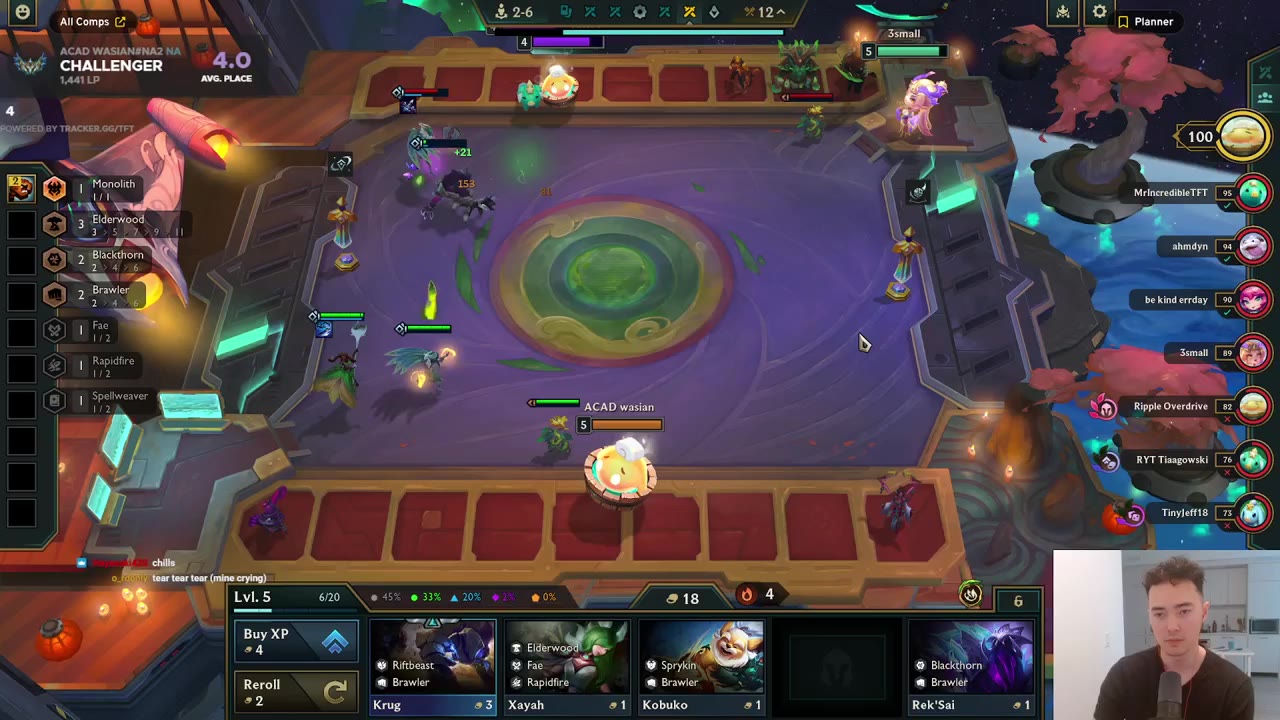 All Comps
ACAD WASIAN#NA2 NA
CHALLENGER
1,441 LP
4.0
AVG. PLACE
4
POWERED BY TRACKER.GG/TFT
2-6
12
4
3small
5
Planner
100
MrIncredibleTFT 95
ahmdyn 94
be kind errday 90
3small 89
Ripple Overdrive 82
RYT Tiaagowski 76
TinyJeff18 73
2
Monolith
1 / 1
3 Elderwood
3 > 5 > 7 > 9 > 11
2 Blackthorn
2 > 4 > 6
2 Brawler
2 > 4 > 6
1 Fae
1 / 2
1 Rapidfire
1 / 2
1 Spellweaver
1 / 2
+21
153
81
ACAD wasian
5
chills
tear tear tear (mine crying)
Lvl. 5
6/20
45%
33%
20%
2%
0%
18
4
6
Buy XP
4
Reroll
2
Riftbeast
Brawler
Krug 3
Elderwood
Fae
Rapidfire
Xayah 1
Sprykin
Brawler
Kobuko 1
Blackthorn
Brawler
Rek'Sai 1